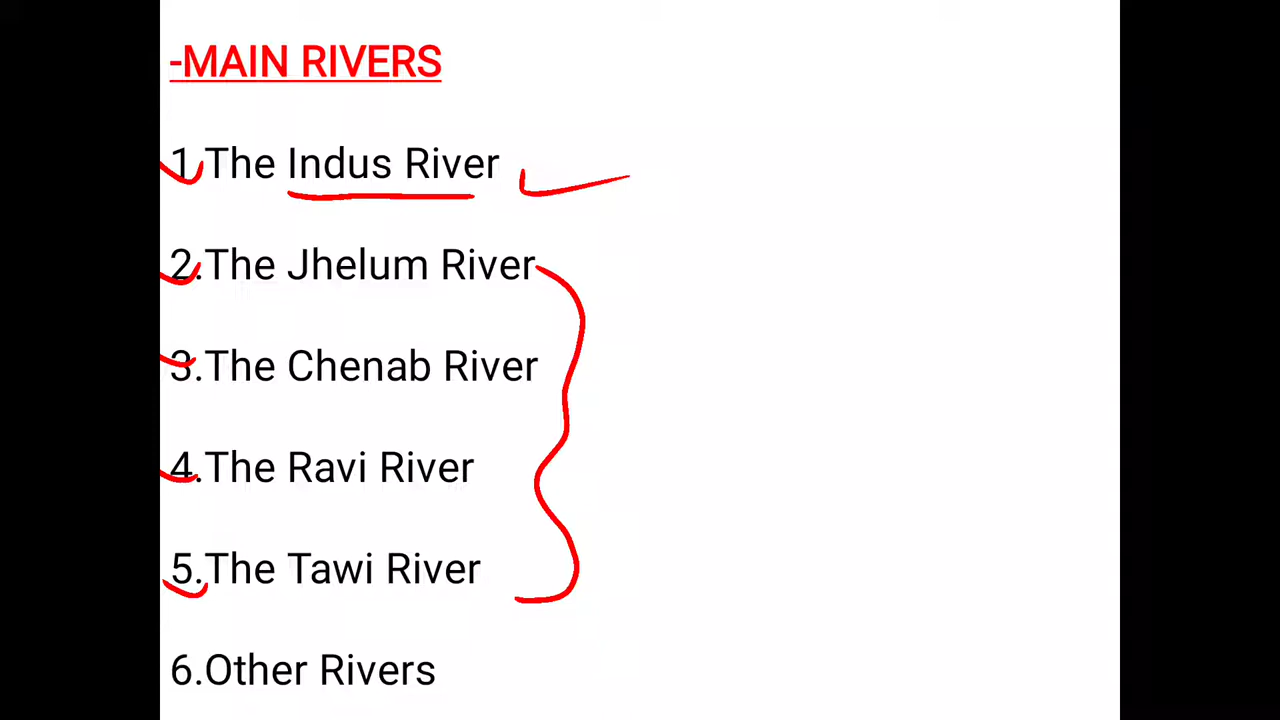 -MAIN RIVERS
1.The Indus River
2.The Jhelum River
3.The Chenab River
4.The Ravi River
5.The Tawi River
6.Other Rivers